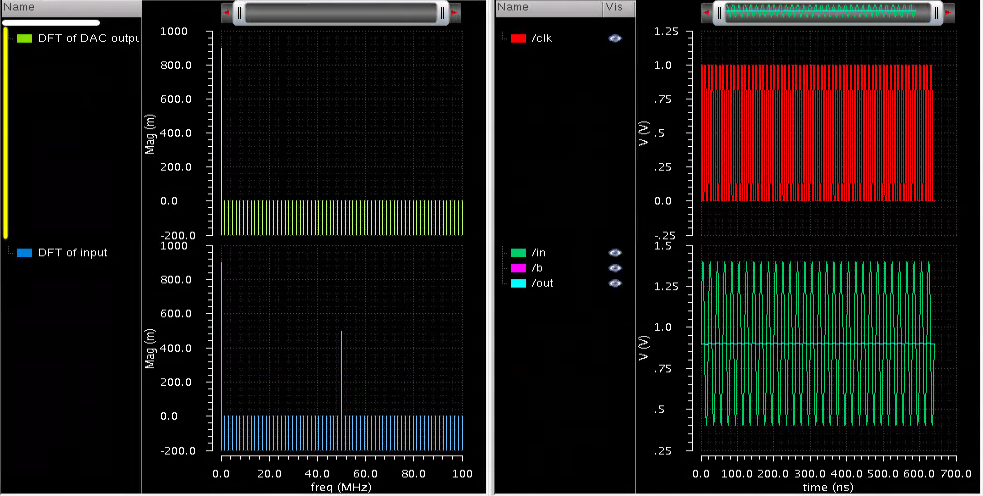 Name
DFT of DAC outpu
1000
800.0
600.0
400.0
200.0
0.0
-200.0
Mag (m)
DFT of input
1000
800.0
600.0
400.0
200.0
0.0
-200.0
Mag (m)
0.0 20.0 40.0 60.0 80.0 100
freq (MHz)
Name Vis
/clk
1.25
1.0
.75
.5
.25
0.0
-.25
V (V)
/in
/b
/out
1.5
1.25
1.0
.75
.5
.25
V (V)
0.0 100.0 200.0 300.0 400.0 500.0 600.0 700.0
time (ns)